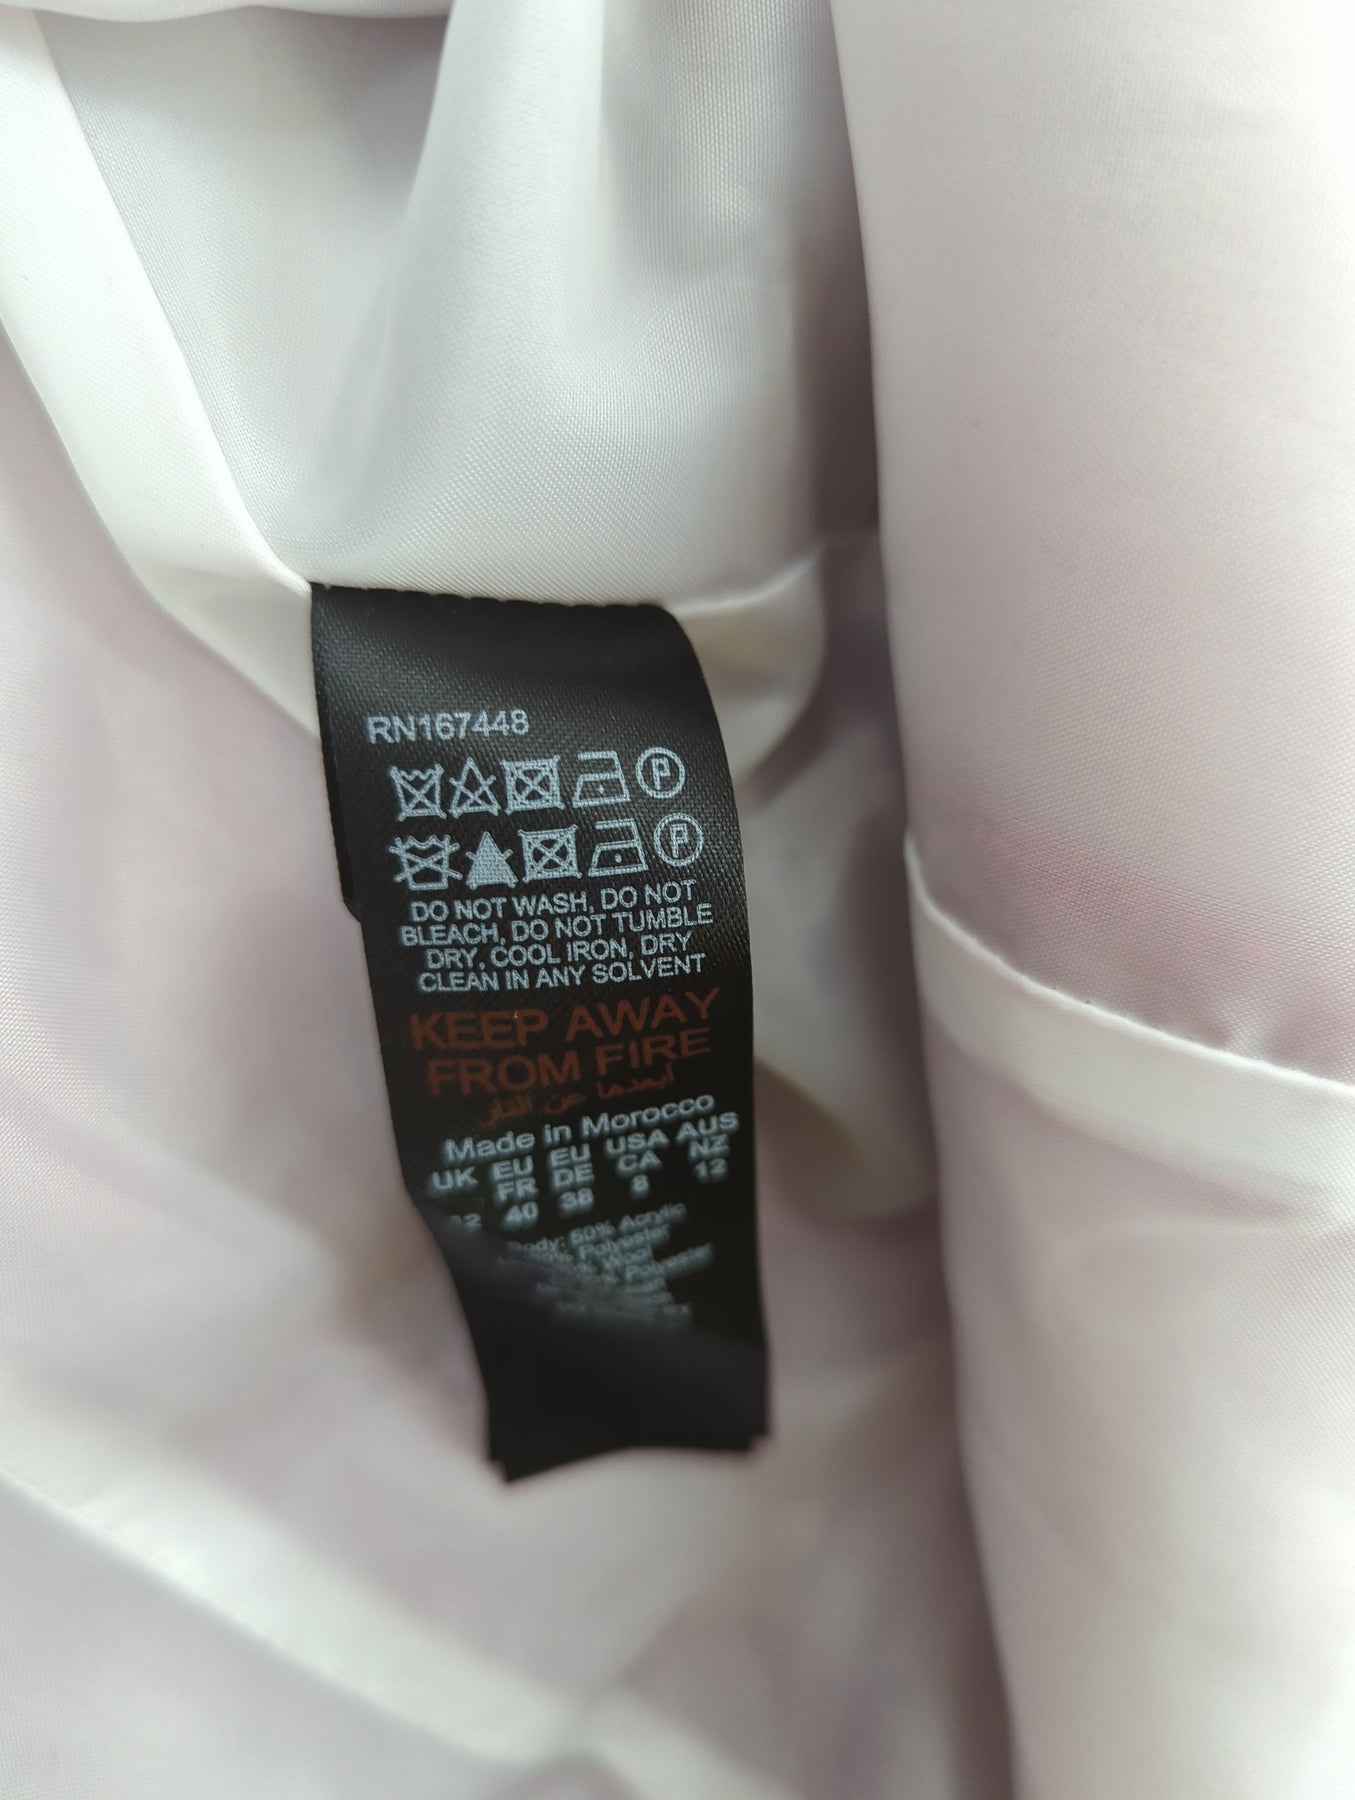 RN167448
DO NOT WASH, DO NOT
BLEACH, DO NOT TUMBLE
DRY, COOL IRON, DRY
CLEAN IN ANY SOLVENT
KEEP AWAY
FROM FIRE
أبعدها عن النار
Made in Morocco
UK EU EU USA AUS
FR DE CA NZ
12 40 38 8 12
Body: 50% Acrylic
Polyester
Wool
Polyester